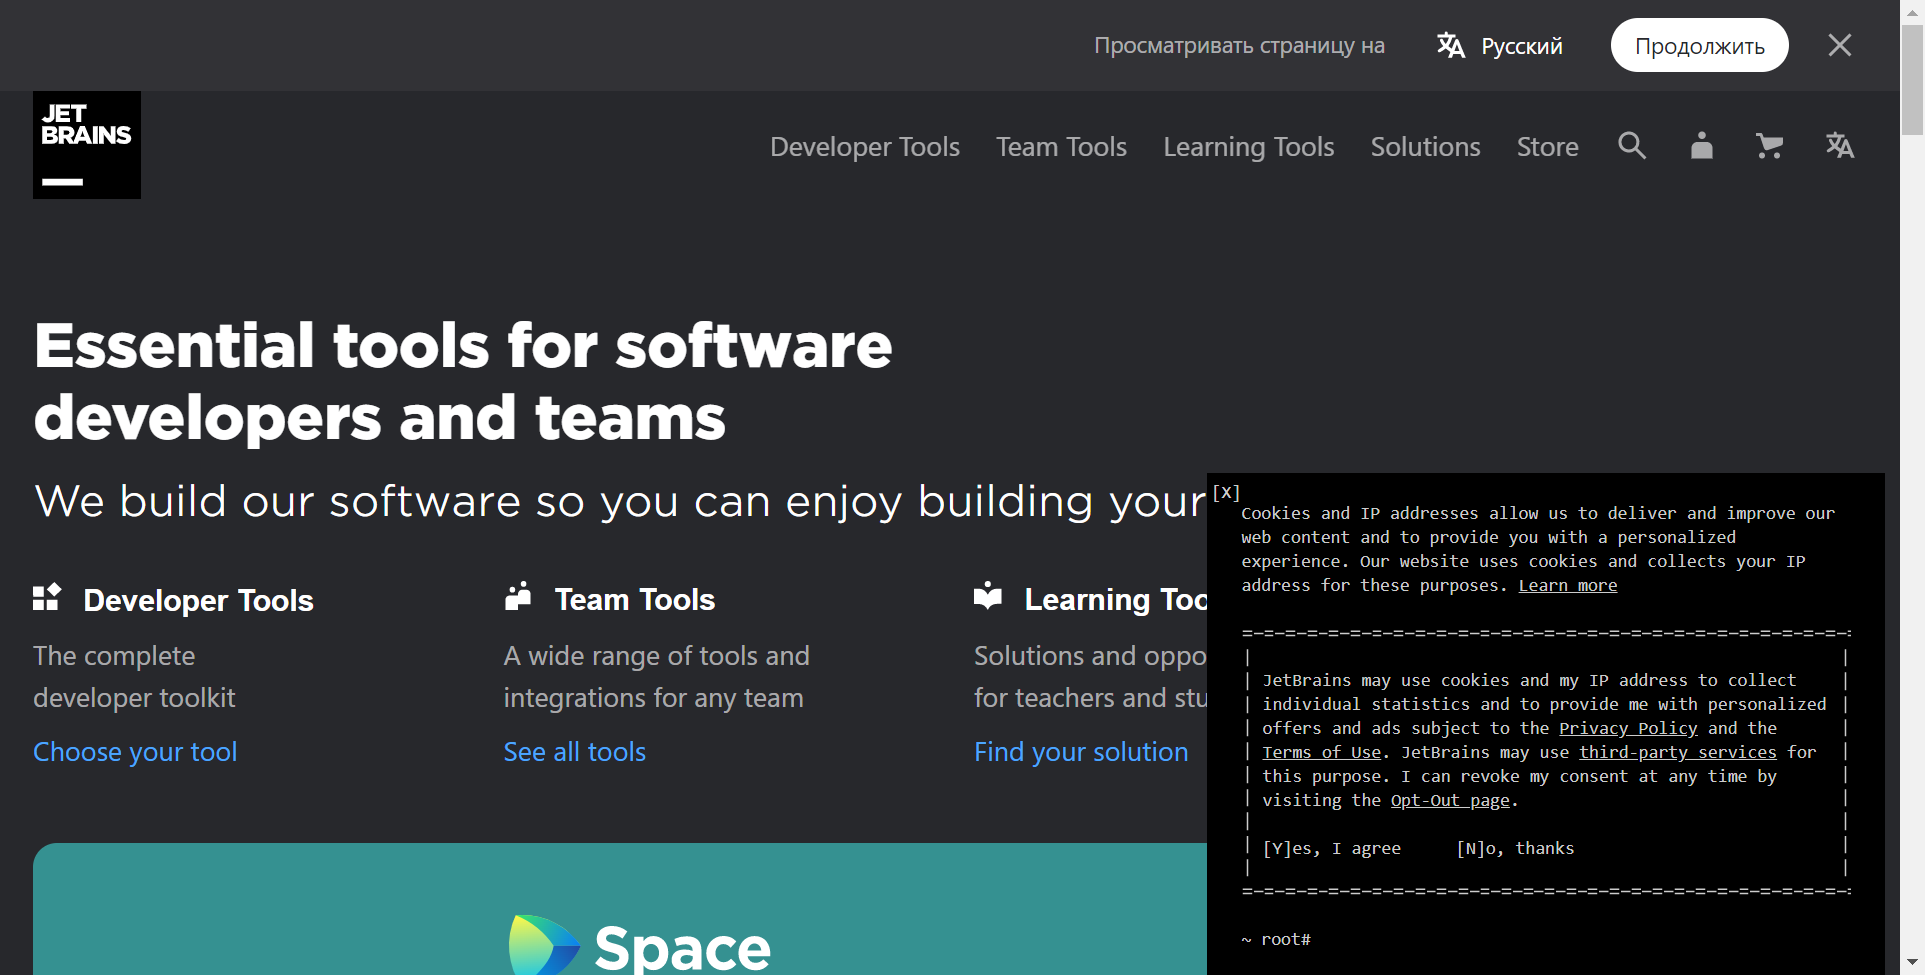 Просматривать страницу на Русский Продолжить
JET
BRAINS
Developer Tools Team Tools Learning Tools Solutions Store
Essential tools for software
developers and teams
We build our software so you can enjoy building your
Developer Tools
The complete
developer toolkit
Choose your tool
Team Tools
A wide range of tools and
integrations for any team
See all tools
Learning Too
Solutions and oppo
for teachers and stu
Find your solution
Space
[X]
Cookies and IP addresses allow us to deliver and improve our
web content and to provide you with a personalized
experience. Our website uses cookies and collects your IP
address for these purposes. Learn more
JetBrains may use cookies and my IP address to collect
individual statistics and to provide me with personalized
offers and ads subject to the Privacy Policy and the
Terms of Use. JetBrains may use third-party services for
this purpose. I can revoke my consent at any time by
visiting the Opt-Out page.
[Y]es, I agree [N]o, thanks
~ root#